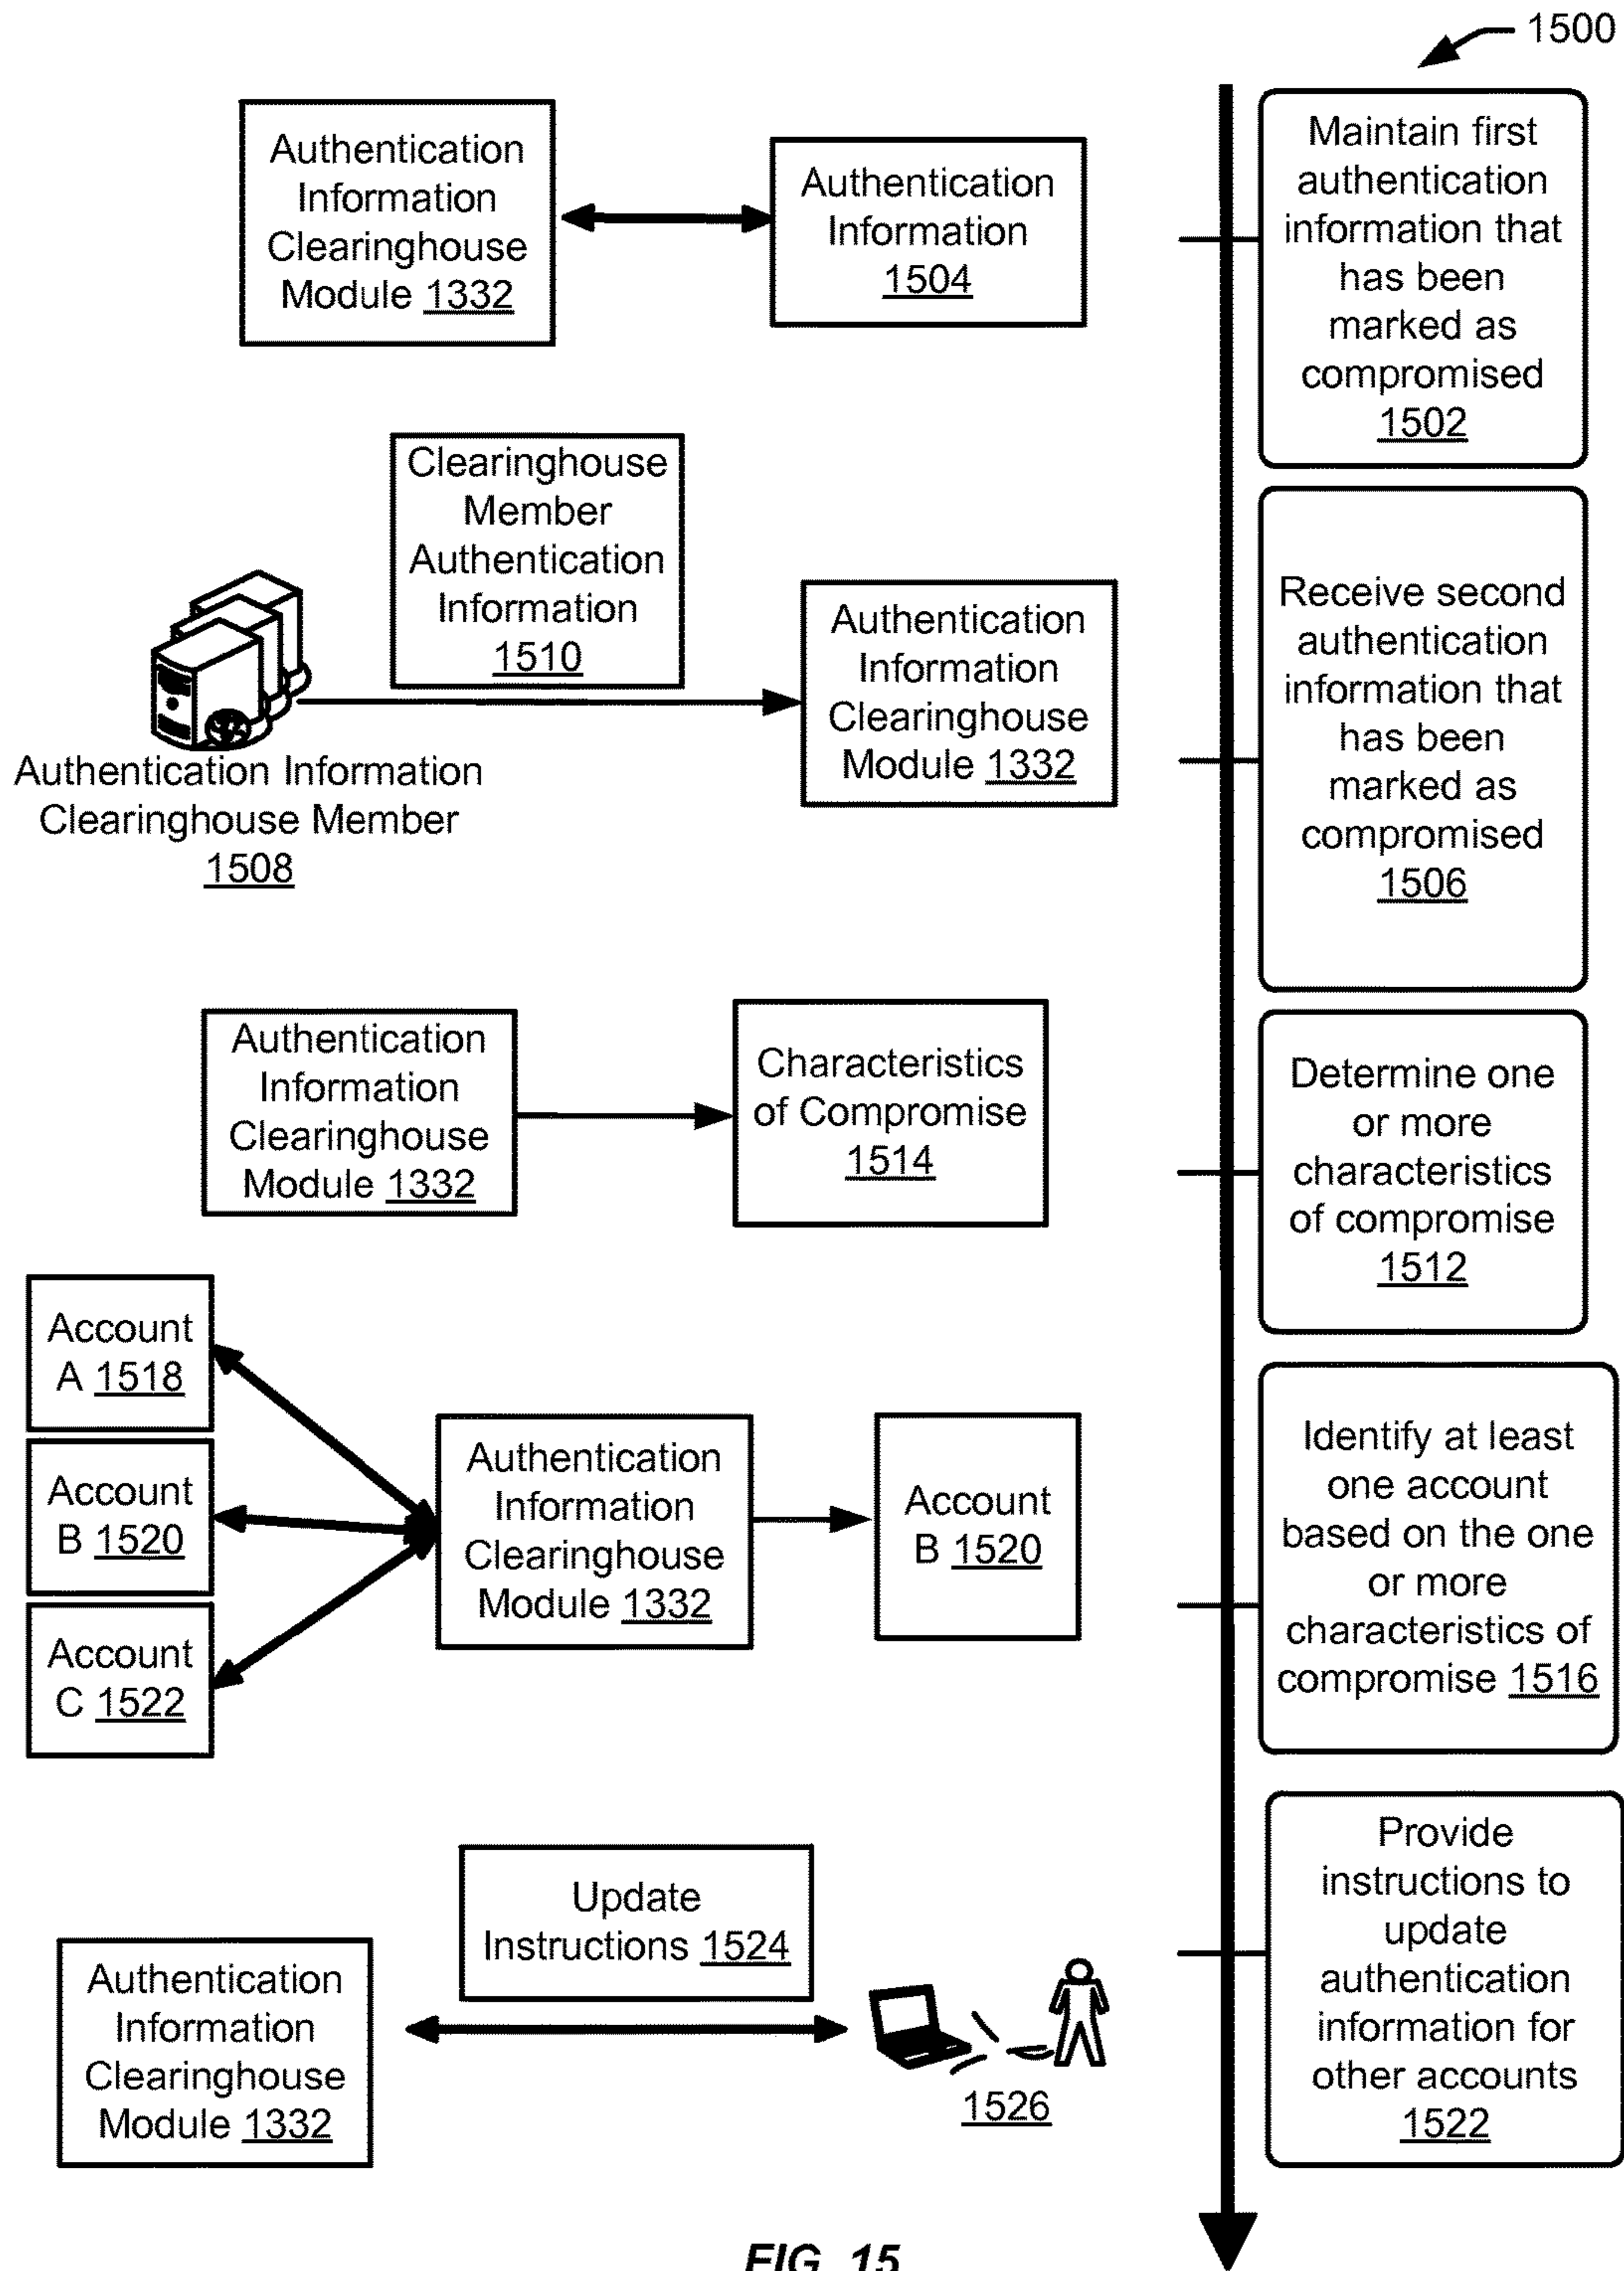 1500
Authentication
Information
Clearinghouse
Module 1332
Authentication
Information
1504
Maintain first
authentication
information that
has been
marked as
compromised
1502
Clearinghouse
Member
Authentication
Information
1510
Authentication Information
Clearinghouse Member
1508
Authentication
Information
Clearinghouse
Module 1332
Receive second
authentication
information that
has been
marked as
compromised
1506
Authentication
Information
Clearinghouse
Module 1332
Characteristics
of Compromise
1514
Determine one
or more
characteristics
of compromise
1512
Account
A 1518
Account
B 1520
Account
C 1522
Authentication
Information
Clearinghouse
Module 1332
Account
B 1520
Identify at least
one account
based on the one
or more
characteristics of
compromise 1516
Authentication
Information
Clearinghouse
Module 1332
Update
Instructions 1524
1526
Provide
instructions to
update
authentication
information for
other accounts
1522
FIG. 15